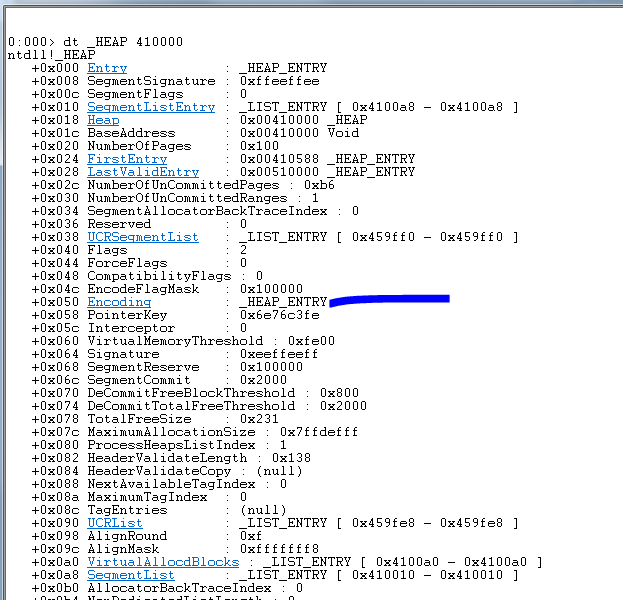 0:000> dt _HEAP 410000
ntdll!_HEAP
+0x000 Entry : _HEAP_ENTRY
+0x008 SegmentSignature : 0xffeeffee
+0x00c SegmentFlags : 0
+0x010 SegmentListEntry : _LIST_ENTRY [ 0x4100a8 - 0x4100a8 ]
+0x018 Heap : 0x00410000 _HEAP
+0x01c BaseAddress : 0x00410000 Void
+0x020 NumberOfPages : 0x100
+0x024 FirstEntry : 0x00410588 _HEAP_ENTRY
+0x028 LastValidEntry : 0x00510000 _HEAP_ENTRY
+0x02c NumberOfUnCommittedPages : 0xb6
+0x030 NumberOfUnCommittedRanges : 1
+0x034 SegmentAllocatorBackTraceIndex : 0
+0x036 Reserved : 0
+0x038 UCRSegmentList : _LIST_ENTRY [ 0x459ff0 - 0x459ff0 ]
+0x040 Flags : 2
+0x044 ForceFlags : 0
+0x048 CompatibilityFlags : 0
+0x04c EncodeFlagMask : 0x100000
+0x050 Encoding : _HEAP_ENTRY
+0x058 PointerKey : 0x6e76c3fe
+0x05c Interceptor : 0
+0x060 VirtualMemoryThreshold : 0xfe00
+0x064 Signature : 0xeeffeeff
+0x068 SegmentReserve : 0x100000
+0x06c SegmentCommit : 0x2000
+0x070 DeCommitFreeBlockThreshold : 0x800
+0x074 DeCommitTotalFreeThreshold : 0x2000
+0x078 TotalFreeSize : 0x231
+0x07c MaximumAllocationSize : 0x7ffdefff
+0x080 ProcessHeapsListIndex : 1
+0x082 HeaderValidateLength : 0x138
+0x084 HeaderValidateCopy : (null)
+0x088 NextAvailableTagIndex : 0
+0x08a MaximumTagIndex : 0
+0x08c TagEntries : (null)
+0x090 UCRList : _LIST_ENTRY [ 0x459fe8 - 0x459fe8 ]
+0x098 AlignRound : 0xf
+0x09c AlignMask : 0xfffffff8
+0x0a0 VirtualAllocdBlocks : _LIST_ENTRY [ 0x4100a0 - 0x4100a0 ]
+0x0a8 SegmentList : _LIST_ENTRY [ 0x410010 - 0x410010 ]
+0x0b0 AllocatorBackTraceIndex : 0